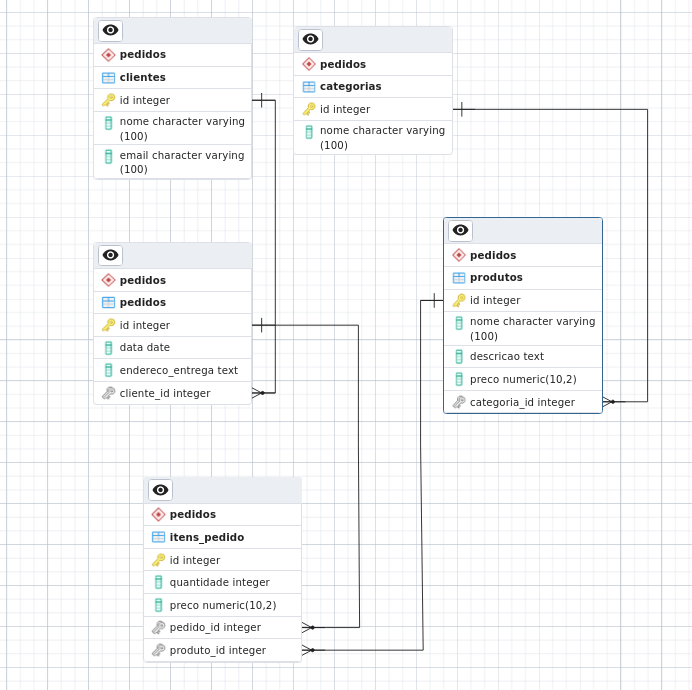 pedidos
clientes
id integer
nome character varying
(100)
email character varying
(100)
pedidos
categorias
id integer
nome character varying
(100)
pedidos
pedidos
id integer
data date
endereco_entrega text
cliente_id integer
pedidos
produtos
id integer
nome character varying
(100)
descricao text
preco numeric(10,2)
categoria_id integer
pedidos
itens_pedido
id integer
quantidade integer
preco numeric(10,2)
pedido_id integer
produto_id integer